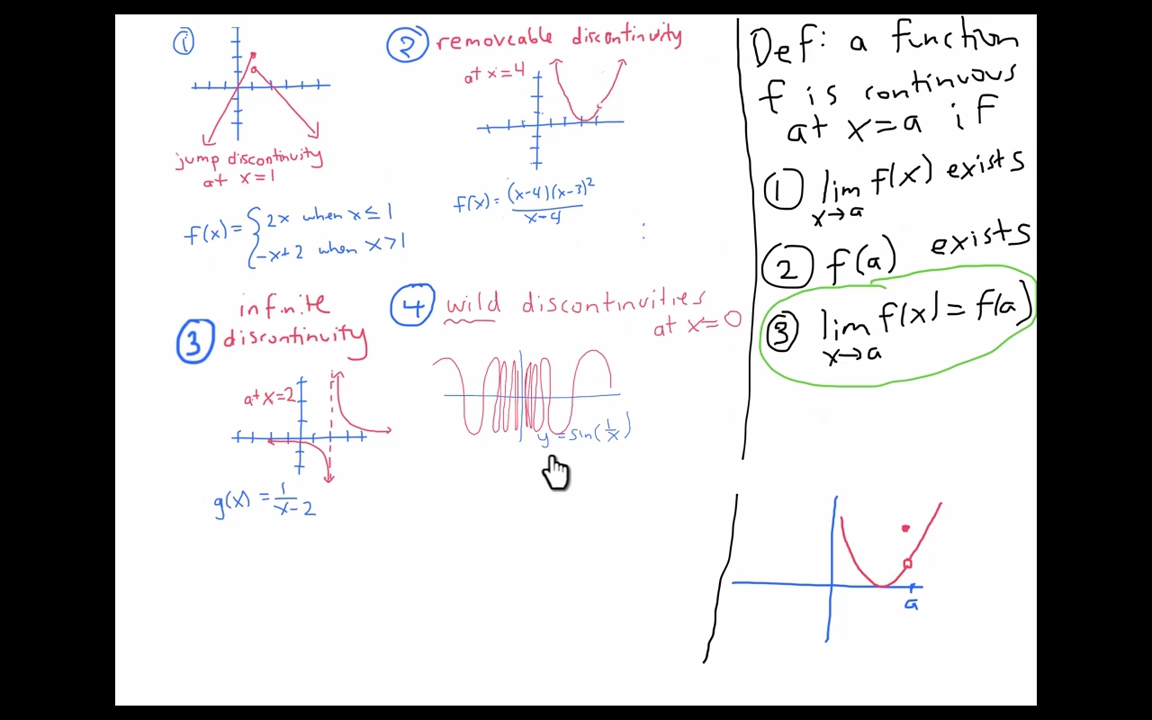 ①
jump discontinuity
at x=1
f(x)= { 2x when x≤1
-x+2 when x>1
② removeable discontinuity
at x=4
f(x)= (x-4)(x-3)²
x-4
:
③ infinite
discontinuity
at x=2
g(x) = 1
x-2
④ wild discontinuities
at x=0
y=sin(1/x)
Def: a function
f is continuous
at x=a if
① lim f(x) exists
x→a
② f(a) exists
③ lim f(x) = f(a)
x→a
a